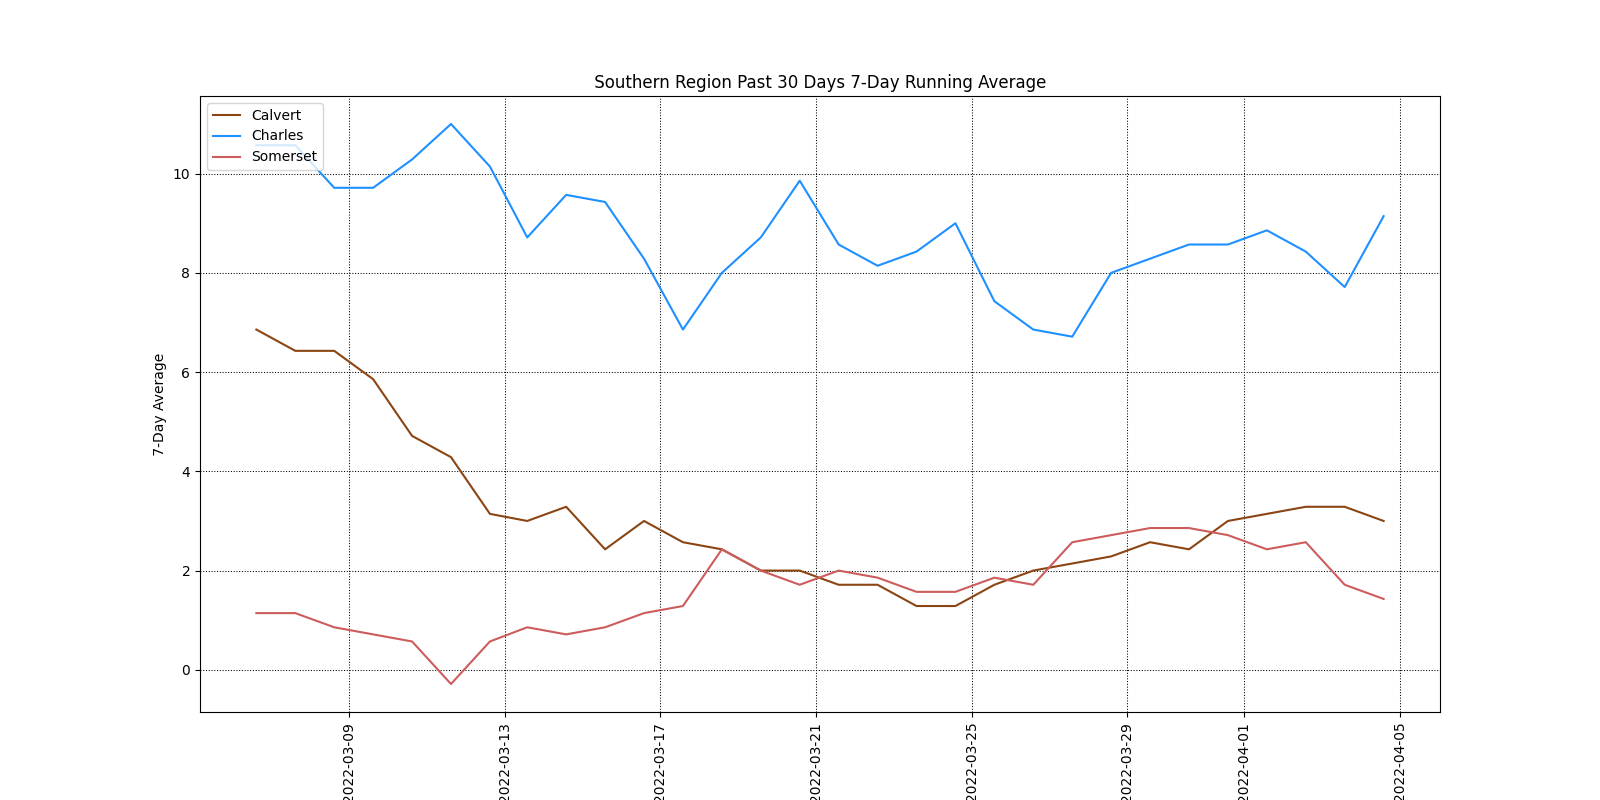 Southern Region Past 30 Days 7-Day Running Average
Calvert
Charles
Somerset
10
8
6
4
2
0
7-Day Average
2022-03-09
2022-03-13
2022-03-17
2022-03-21
2022-03-25
2022-03-29
2022-04-01
2022-04-05